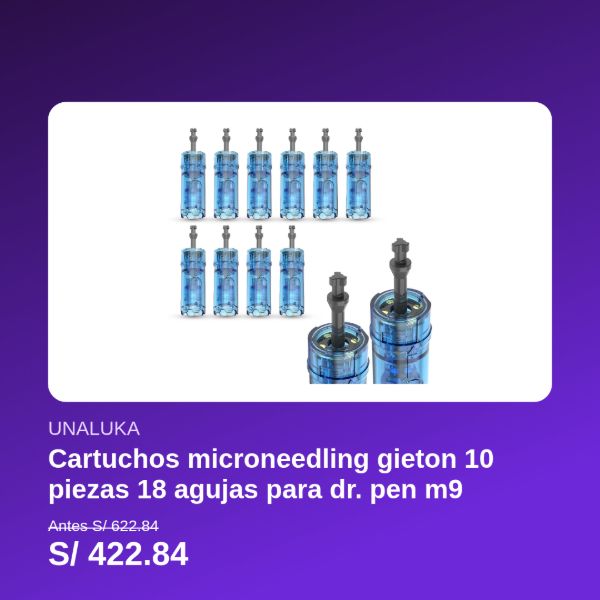 UNALUKA
Cartuchos microneedling gieton 10
piezas 18 agujas para dr. pen m9
Antes S/ 622.84
S/ 422.84